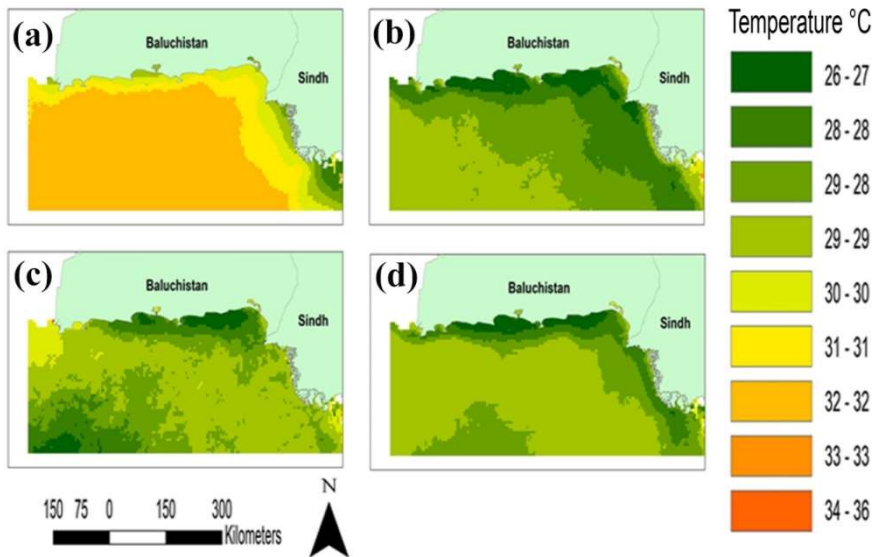 (a)
Baluchistan
Sindh
(b)
Baluchistan
Sindh
(c)
Baluchistan
Sindh
(d)
Baluchistan
Sindh
Temperature °C
26 - 27
28 - 28
29 - 28
29 - 29
30 - 30
31 - 31
32 - 32
33 - 33
34 - 36
150 75 0 150 300
Kilometers
N